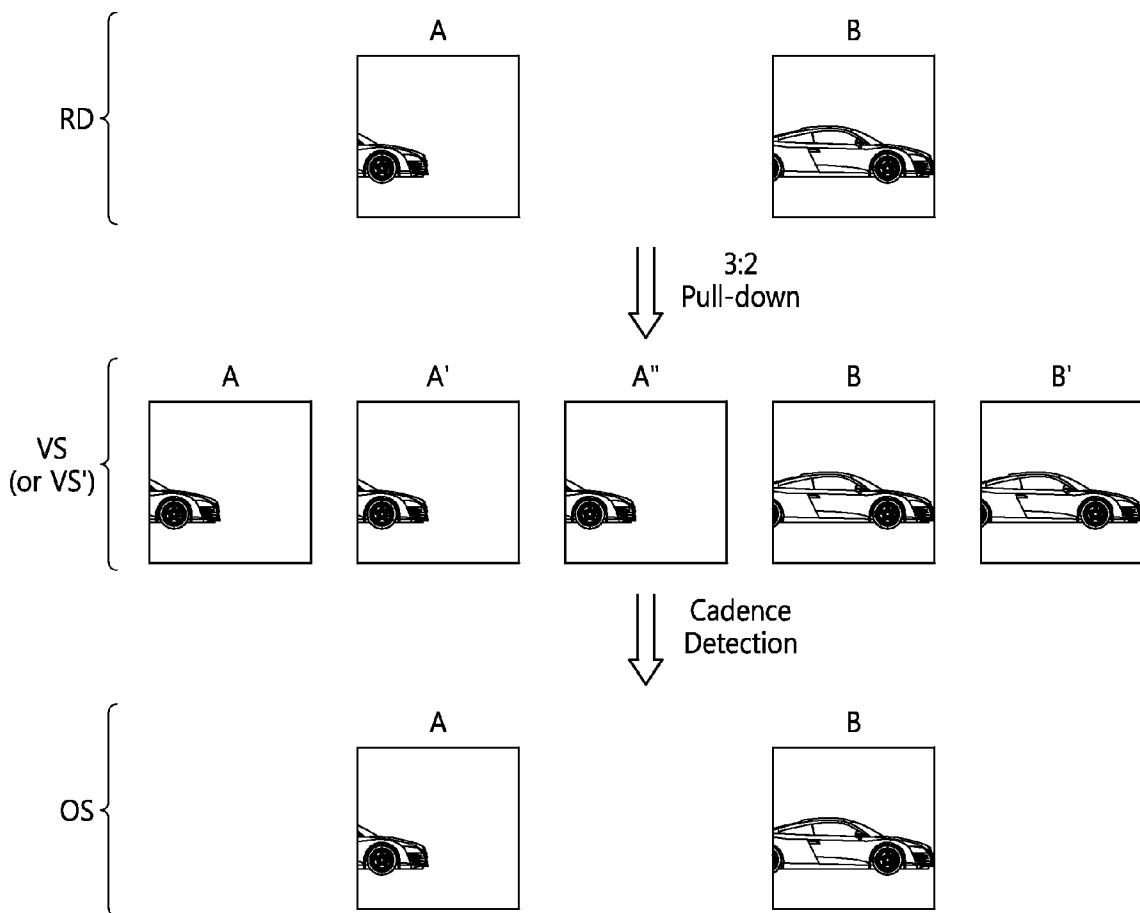 A B
RD
3:2
Pull-down
A A' A" B B'
VS
(or VS')
Cadence
Detection
A B
OS